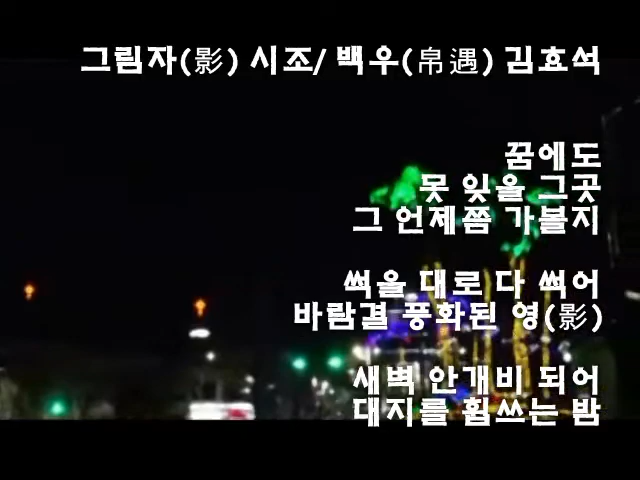 그림자(影) 시조/ 백우(帛遇) 김효석
꿈에도
못 잊을 그곳
그 언제쯤 가볼지
썩을 대로 다 썩어
바람결 풍화된 영(影)
새벽 안개비 되어
대지를 휩쓰는 밤